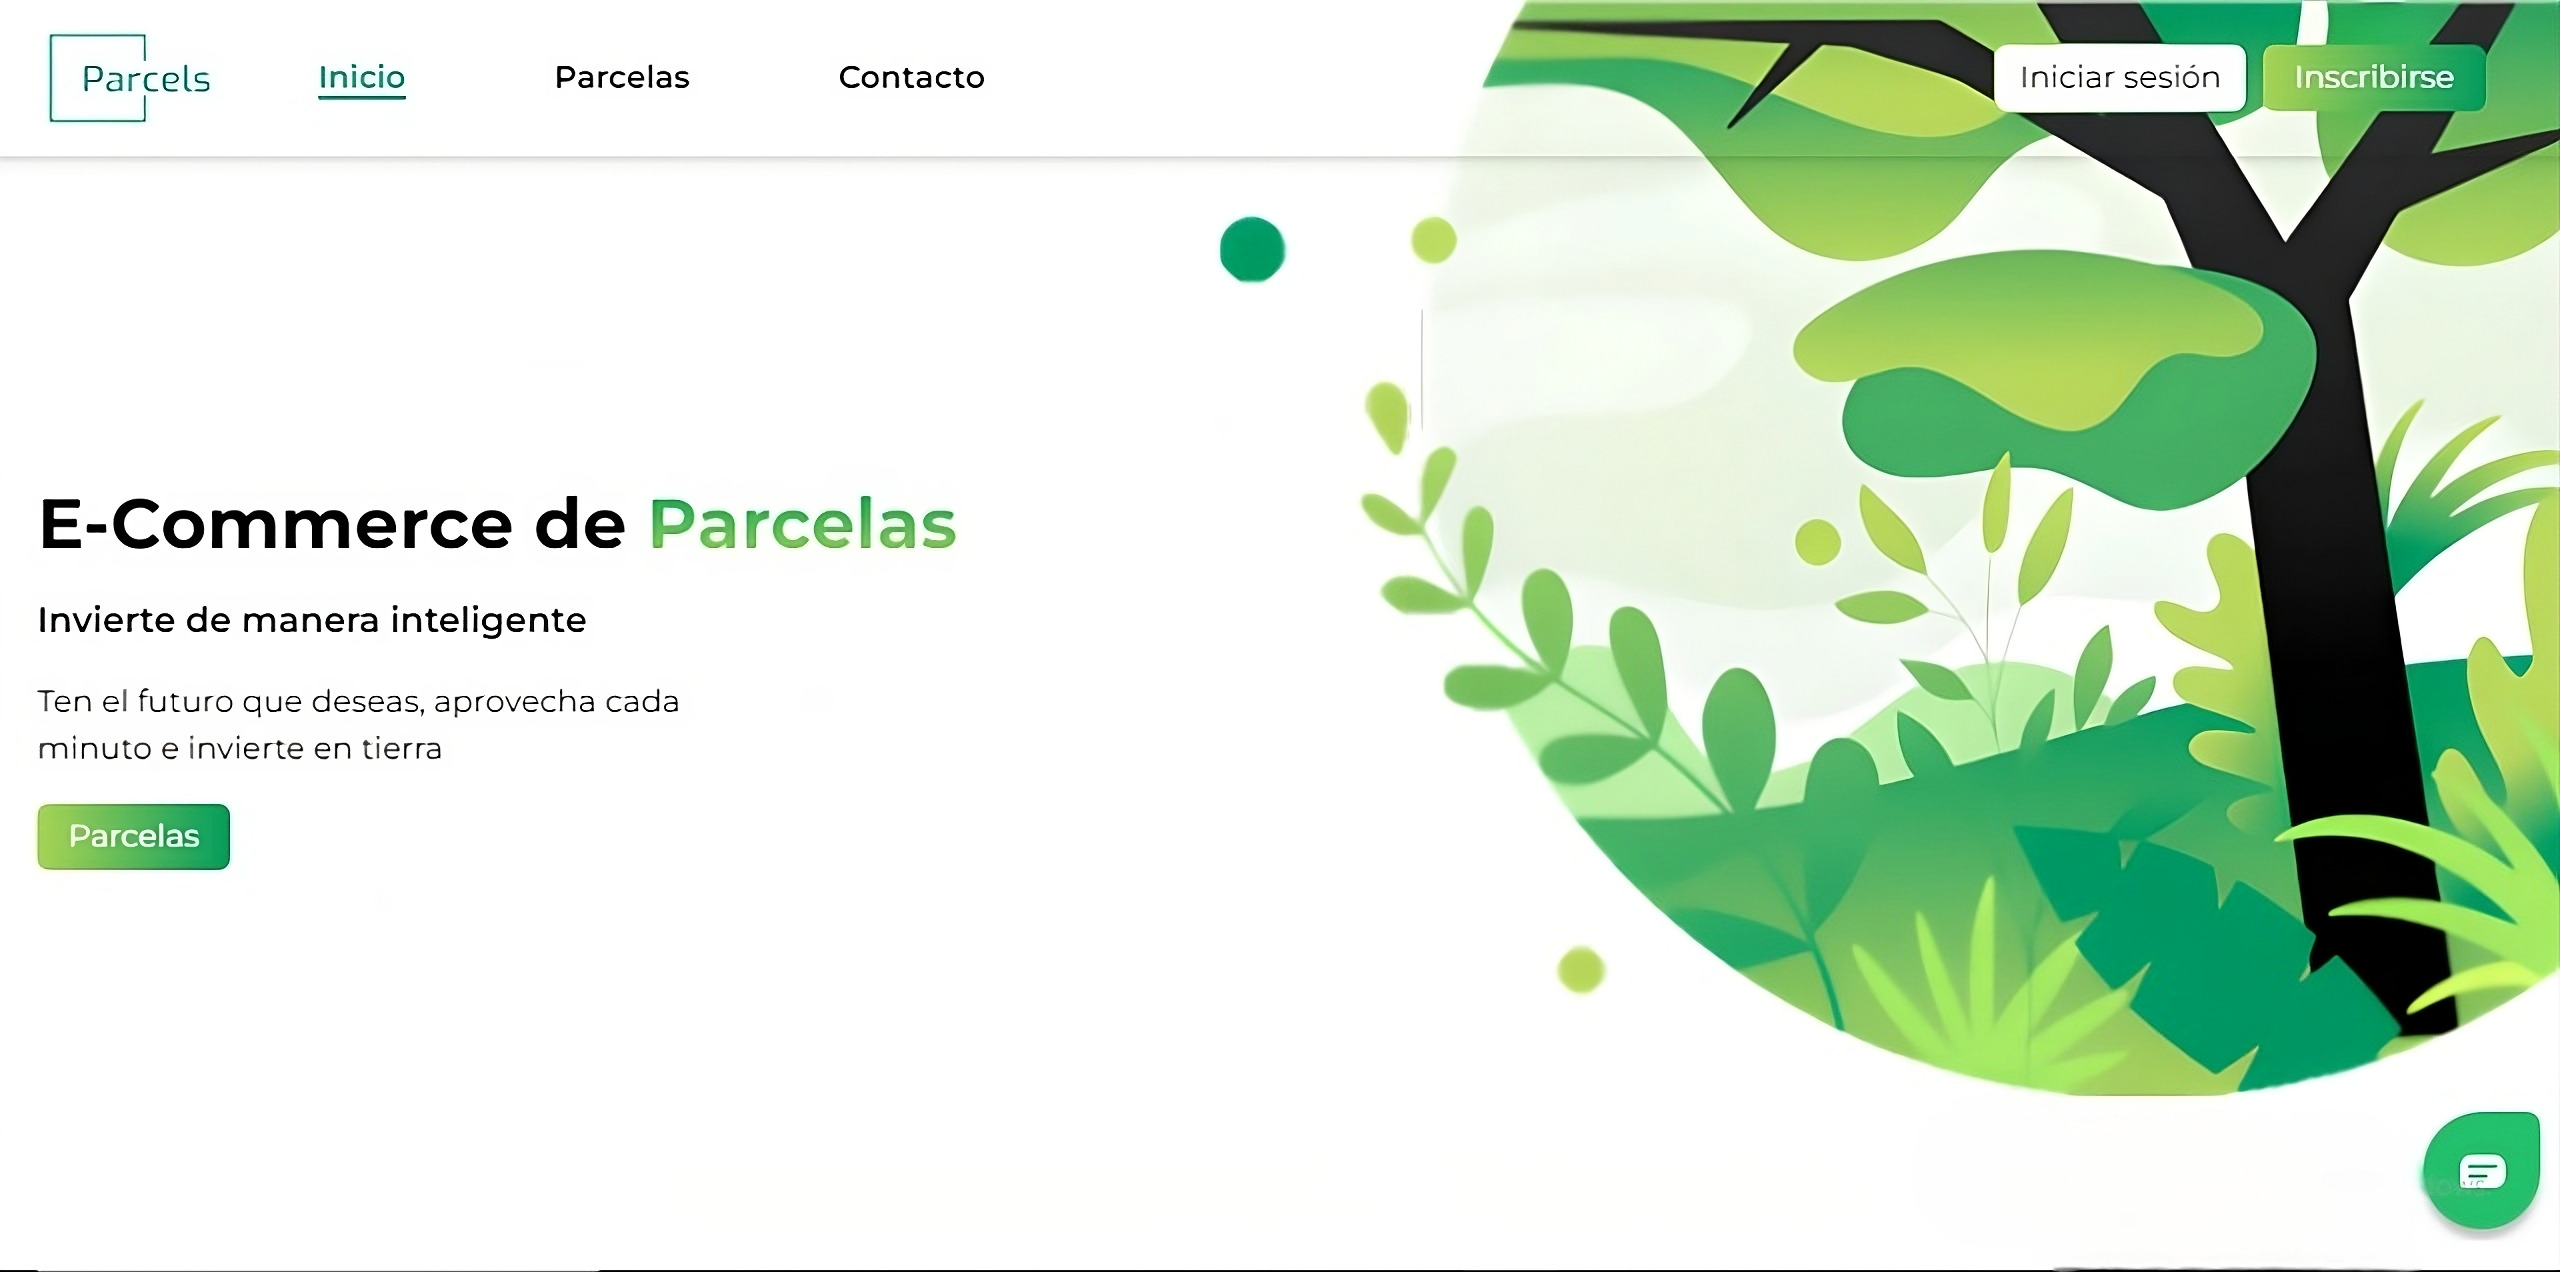 Parcels
Inicio
Parcelas
Contacto
Iniciar sesión
Inscribirse
E-Commerce de Parcelas
Invierte de manera inteligente
Ten el futuro que deseas, aprovecha cada
minuto e invierte en tierra
Parcelas